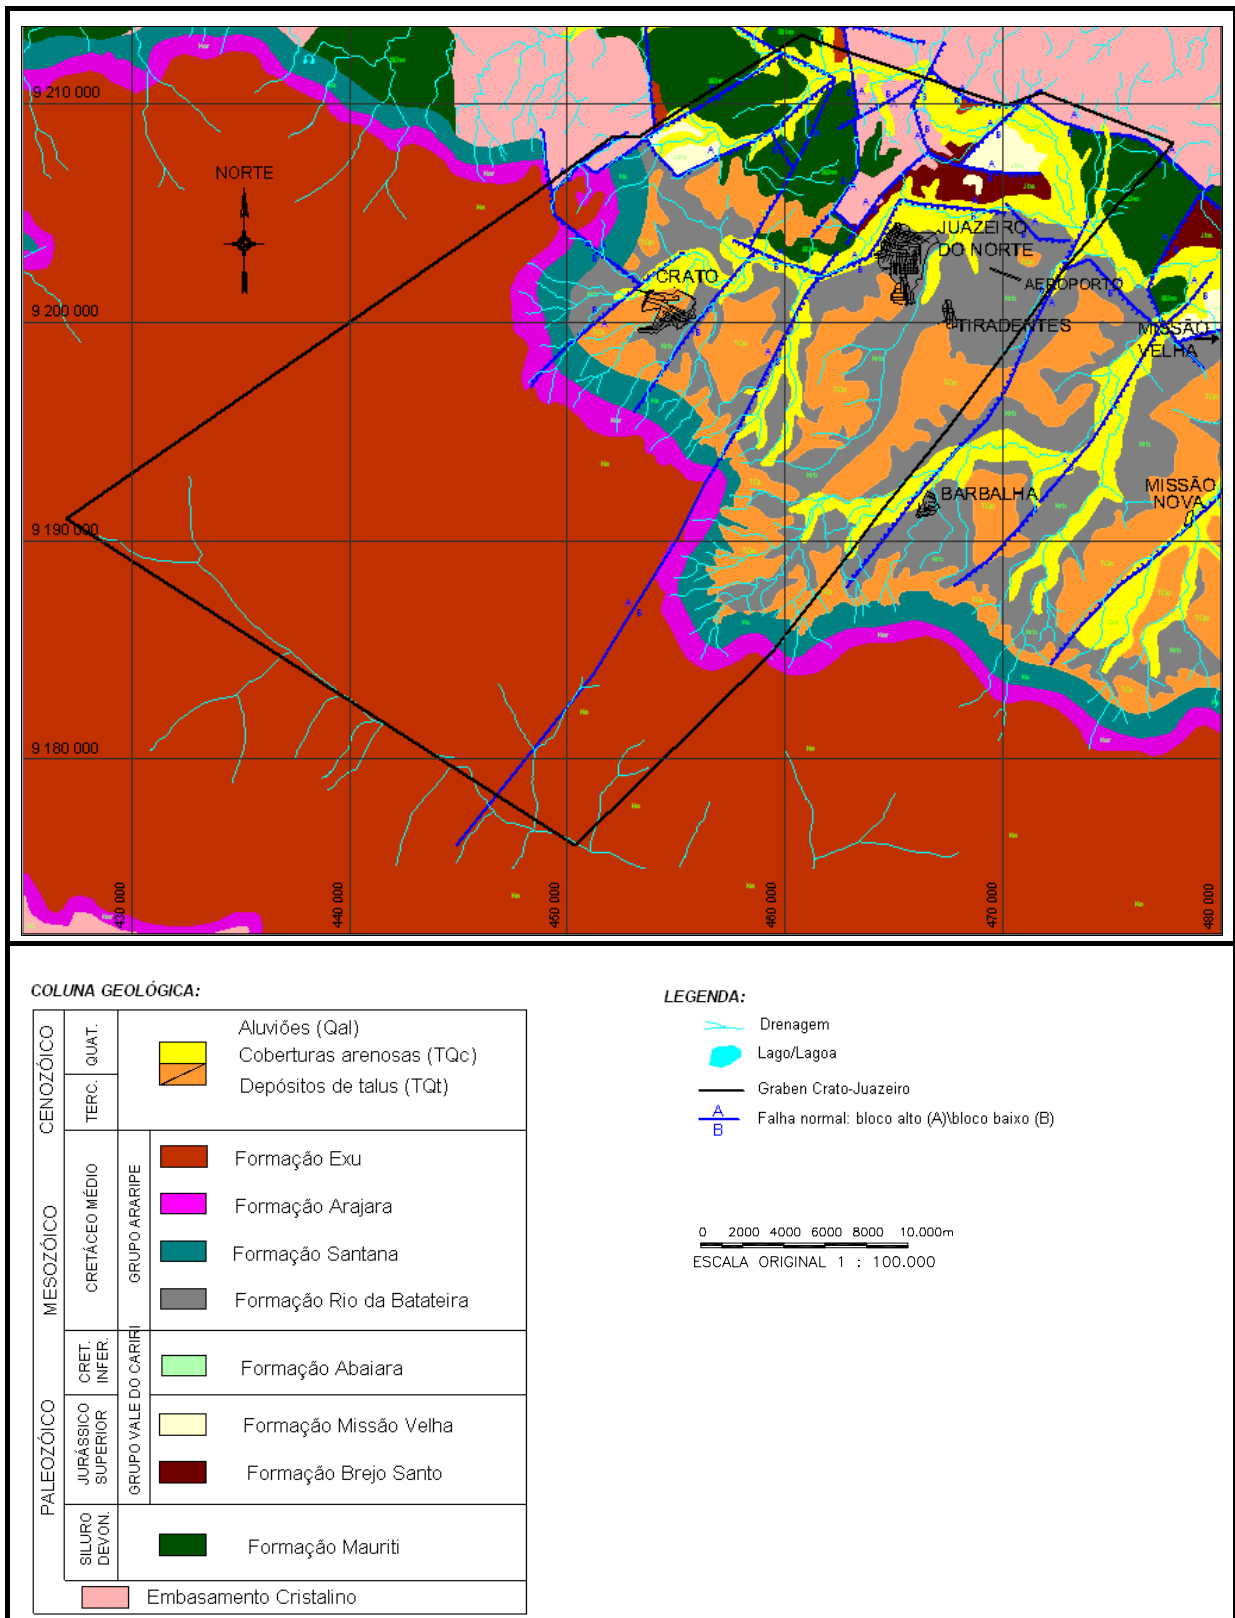 9 210 000
NORTE
JUAZEIRO
DO NORTE
CRATO
AEROPORTO
9 200 000
TIRADENTES
MISSÃO
VELHA
BARBALHA
MISSÃO
NOVA
9 190 000
9 180 000
430 000
440 000
450 000
460 000
470 000
480 000
COLUNA GEOLÓGICA:
CENOZÓICO
QUAT.
TERC.
Aluviões (Qal)
Coberturas arenosas (TQc)
Depósitos de talus (TQt)
MESOZÓICO
CRETÁCEO MÉDIO
GRUPO ARARIPE
Formação Exu
Formação Arajara
Formação Santana
Formação Rio da Batateira
CRET.
INFER.
GRUPO VALE DO CARIRI
Formação Abaiara
PALEOZÓICO
JURÁSSICO
SUPERIOR
Formação Missão Velha
Formação Brejo Santo
SILURO
DEVON.
Formação Mauriti
Embasamento Cristalino
LEGENDA:
Drenagem
Lago/Lagoa
Graben Crato-Juazeiro
A
B
Falha normal: bloco alto (A)\bloco baixo (B)
0 2000 4000 6000 8000 10.000m
ESCALA ORIGINAL 1 : 100.000